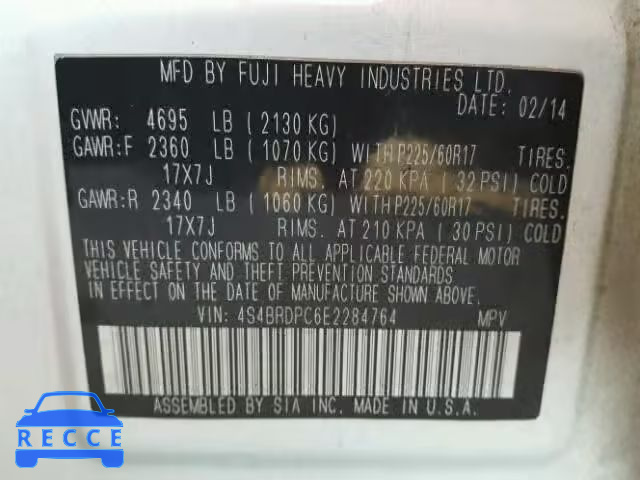 MFD BY FUJI HEAVY INDUSTRIES LTD.
DATE: 02/14
GVWR: 4695 LB ( 2130 KG)
GAWR:F 2360 LB ( 1070 KG) WITH P225/60R17 TIRES.
17X7J RIMS. AT 220 KPA ( 32 PSI) COLD
GAWR:R 2340 LB ( 1060 KG) WITH P225/60R17 TIRES.
17X7J RIMS. AT 210 KPA ( 30 PSI) COLD
THIS VEHICLE CONFORMS TO ALL APPLICABLE FEDERAL MOTOR
VEHICLE SAFETY AND THEFT PREVENTION STANDARDS
IN EFFECT ON THE DATE OF MANUFACTURE SHOWN ABOVE.
VIN: 4S4BRDPC6E2284764 MPV
ASSEMBLED BY SIA INC. MADE IN U.S.A.
RECCE